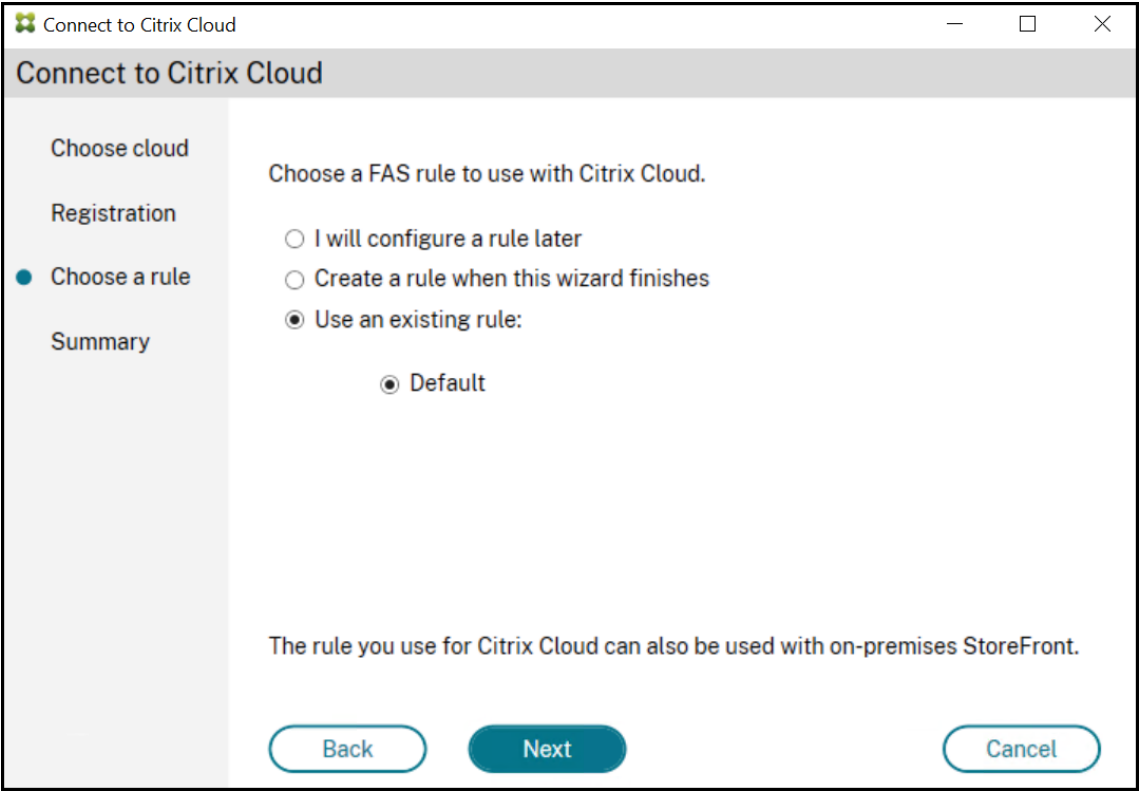 Connect to Citrix Cloud
Connect to Citrix Cloud
Choose cloud
Registration
Choose a rule
Summary
Choose a FAS rule to use with Citrix Cloud.
I will configure a rule later
Create a rule when this wizard finishes
Use an existing rule:
Default
The rule you use for Citrix Cloud can also be used with on-premises StoreFront.
Back
Next
Cancel